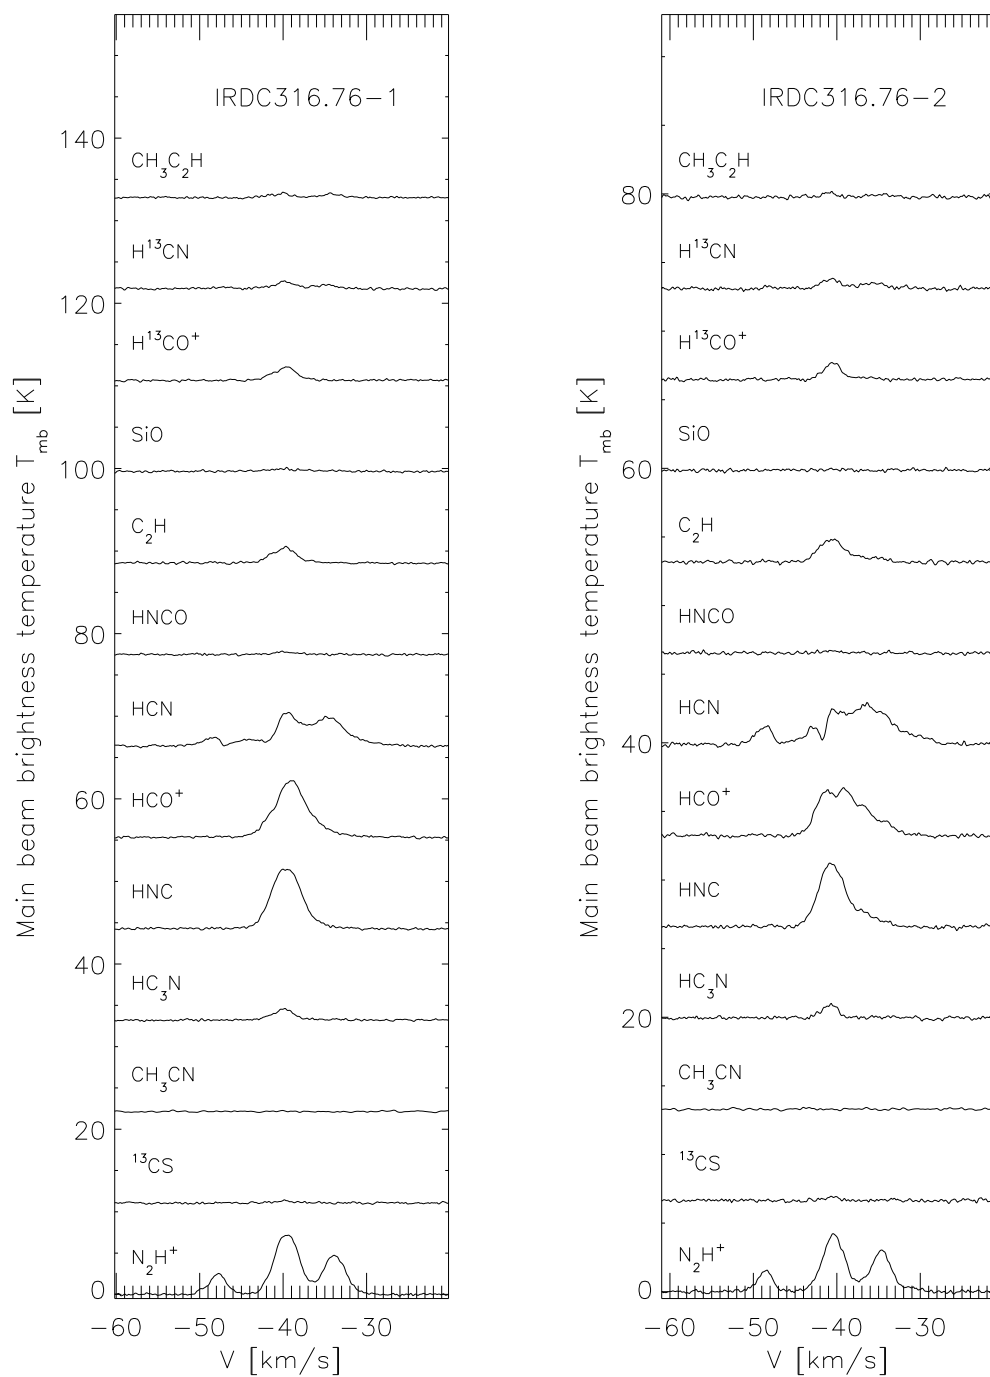 IRDC316.76-1
CH₃C₂H
H¹³CN
H¹³CO⁺
SiO
C₂H
HNCO
HCN
HCO⁺
HNC
HC₃N
CH₃CN
¹³CS
N₂H⁺
140
120
100
80
60
40
20
0
-60 -50 -40 -30
V [km/s]
Main beam brightness temperature Tmb [K]
IRDC316.76-2
CH₃C₂H
H¹³CN
H¹³CO⁺
SiO
C₂H
HNCO
HCN
HCO⁺
HNC
HC₃N
CH₃CN
¹³CS
N₂H⁺
80
60
40
20
0
-60 -50 -40 -30
V [km/s]
Main beam brightness temperature Tmb [K]